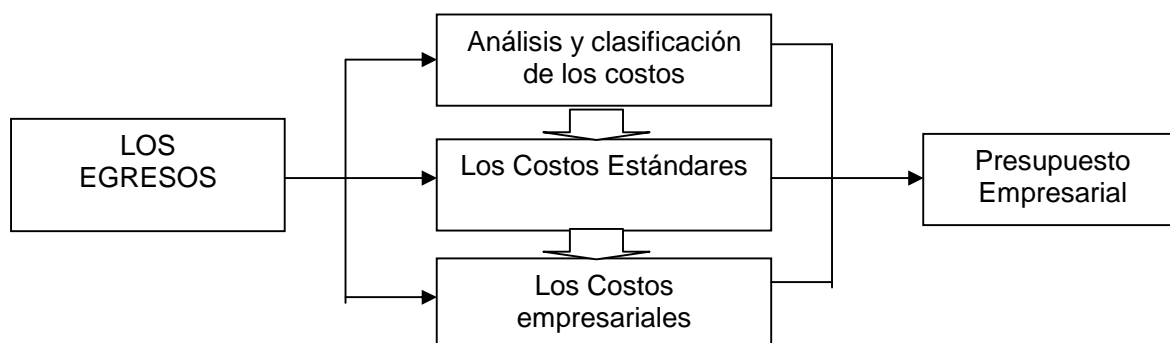 LOS
EGRESOS
Análisis y clasificación
de los costos
Los Costos Estándares
Los Costos
empresariales
Presupuesto
Empresarial